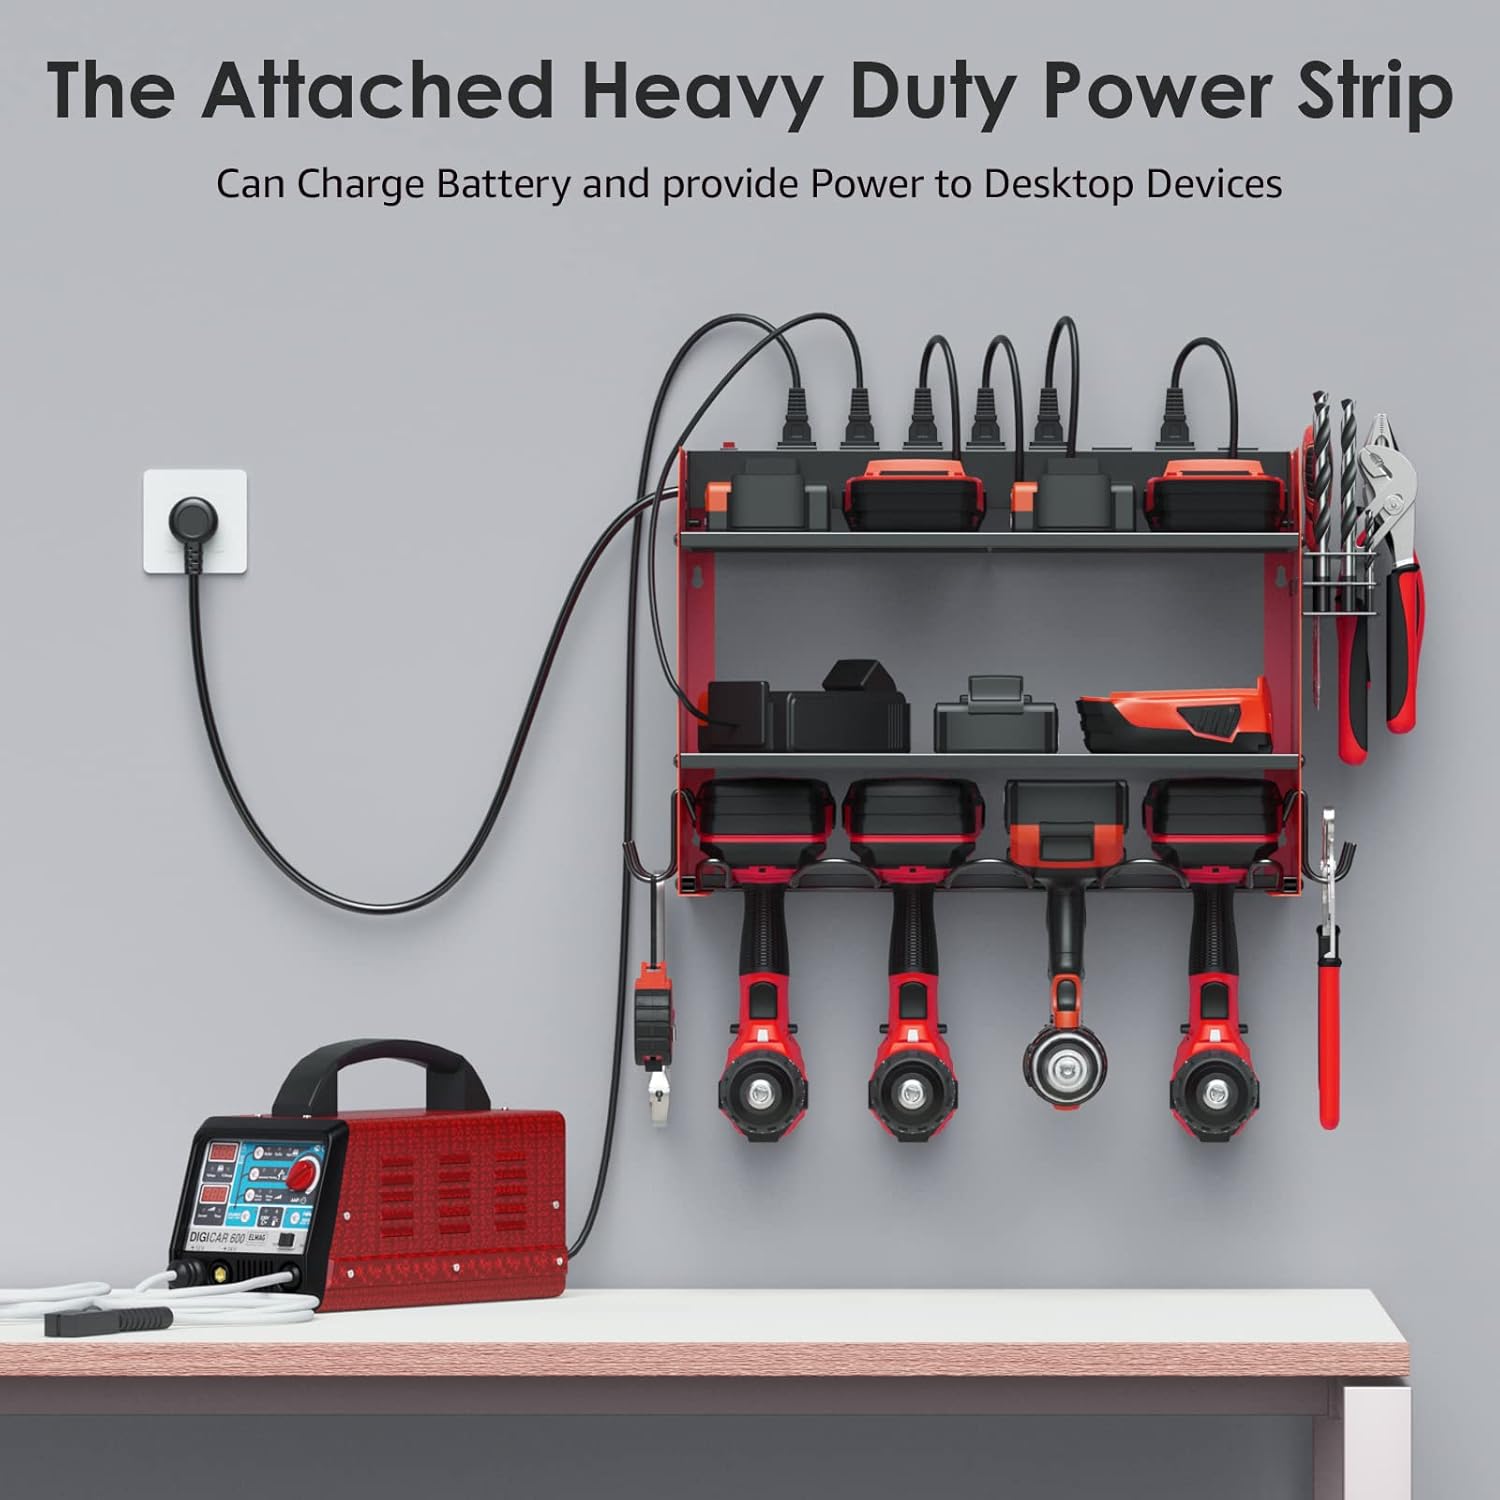 The Attached Heavy Duty Power Strip
Can Charge Battery and provide Power to Desktop Devices
DIGICAR 600 ELMAG